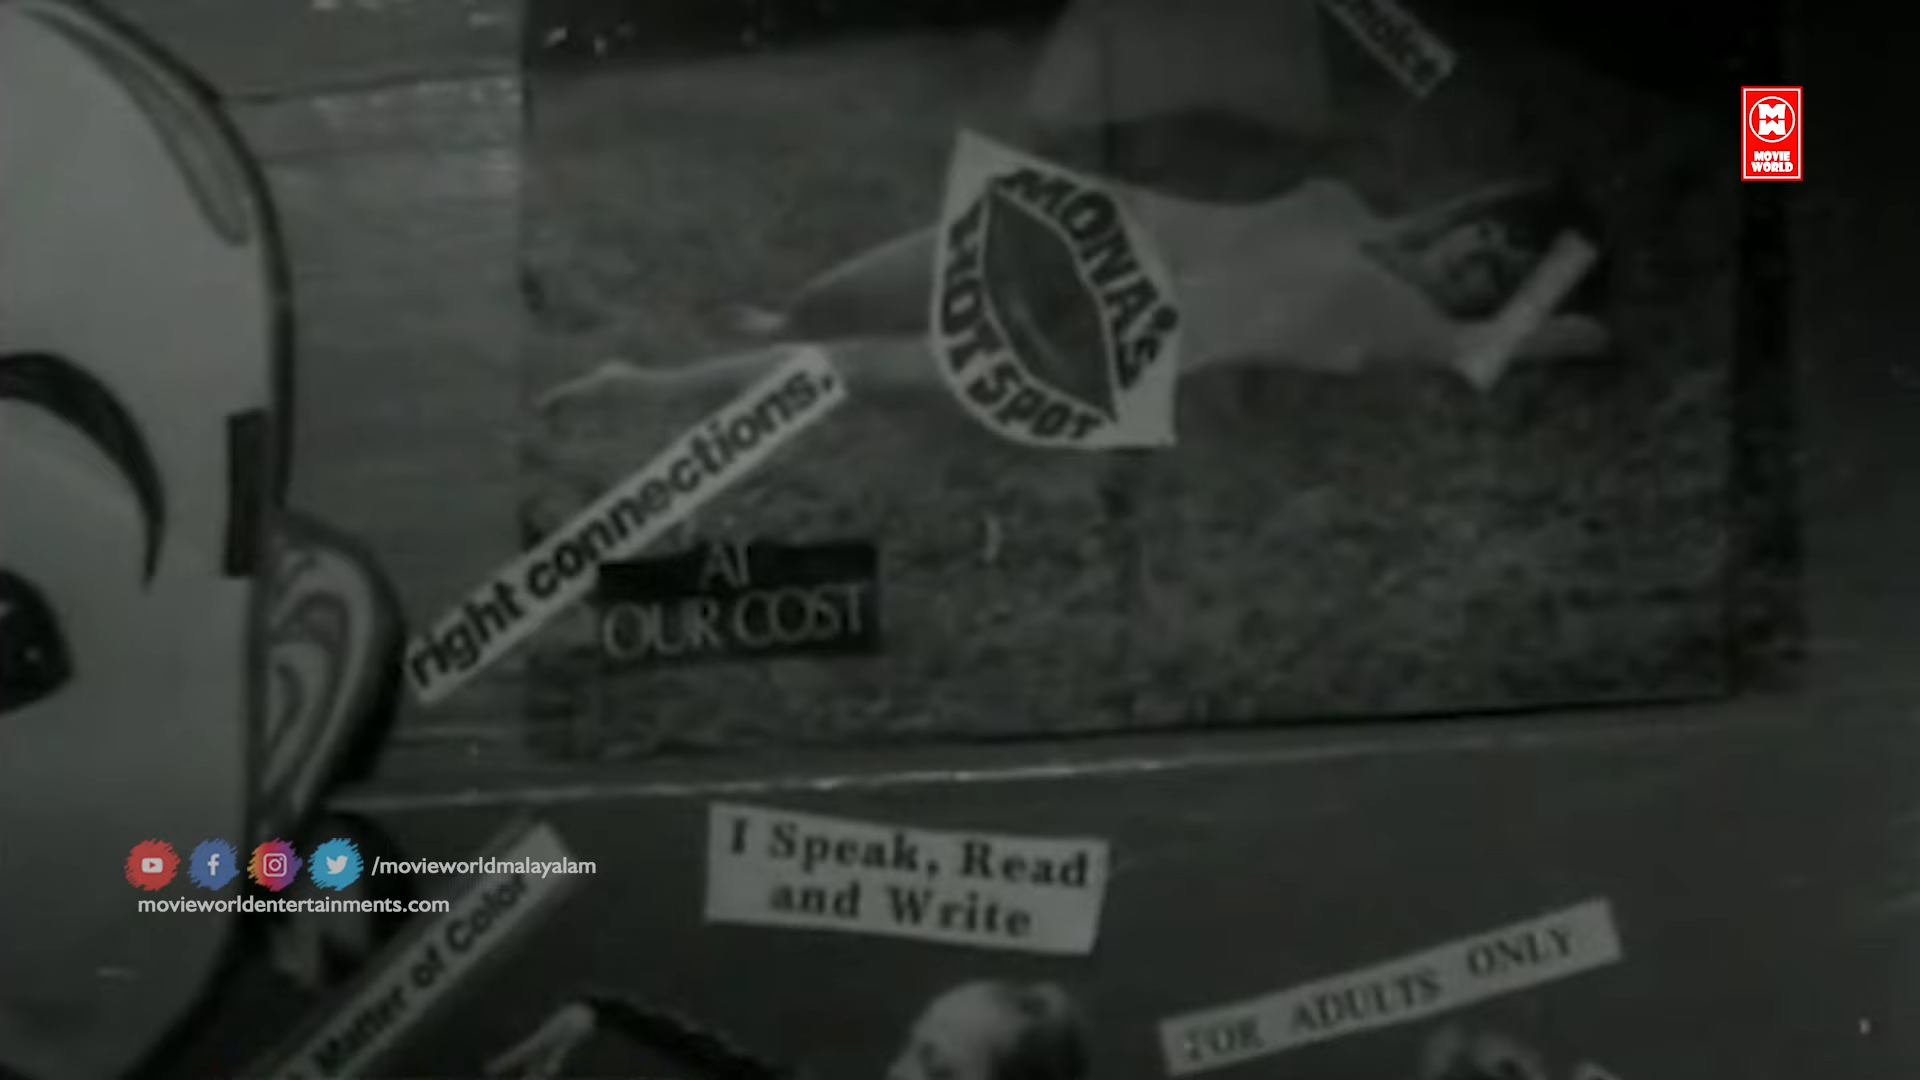 MOVIE
WORLD
MONA'S
HOT SPOT
right connections,
AT
OUR COST
I Speak, Read
and Write
/movieworldmalayalam
movieworldentertainments.com
Matter of Color
FOR ADULTS ONLY